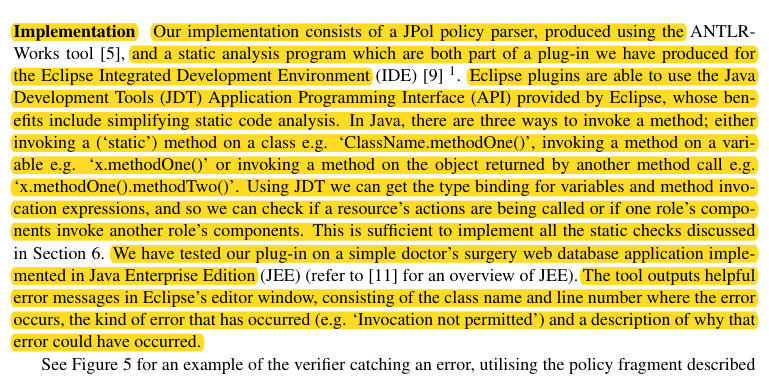 Implementation Our implementation consists of a JPol policy parser, produced using the ANTLR-
Works tool [5], and a static analysis program which are both part of a plug-in we have produced for
the Eclipse Integrated Development Environment (IDE) [9] 1. Eclipse plugins are able to use the Java
Development Tools (JDT) Application Programming Interface (API) provided by Eclipse, whose ben-
efits include simplifying static code analysis. In Java, there are three ways to invoke a method; either
invoking a (‘static’) method on a class e.g. ‘ClassName.methodOne()’, invoking a method on a vari-
able e.g. ‘x.methodOne()’ or invoking a method on the object returned by another method call e.g.
‘x.methodOne().methodTwo()’. Using JDT we can get the type binding for variables and method invo-
cation expressions, and so we can check if a resource’s actions are being called or if one role’s compo-
nents invoke another role’s components. This is sufficient to implement all the static checks discussed
in Section 6. We have tested our plug-in on a simple doctor’s surgery web database application imple-
mented in Java Enterprise Edition (JEE) (refer to [11] for an overview of JEE). The tool outputs helpful
error messages in Eclipse’s editor window, consisting of the class name and line number where the error
occurs, the kind of error that has occurred (e.g. ‘Invocation not permitted’) and a description of why that
error could have occurred.
See Figure 5 for an example of the verifier catching an error, utilising the policy fragment described